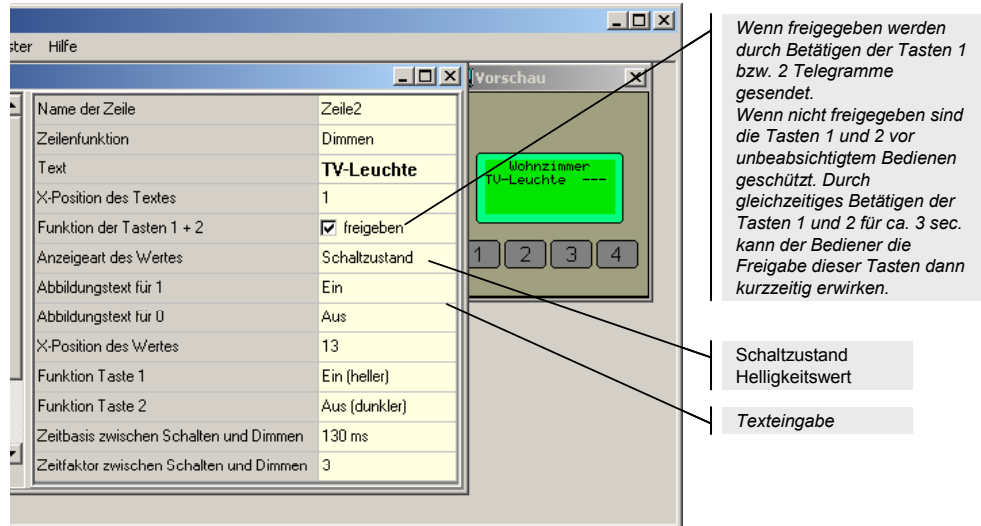 ster Hilfe
Vorschau
Name der Zeile Zeile2
Zeilenfunktion Dimmen
Text TV-Leuchte
X-Position des Textes 1
Funktion der Tasten 1 + 2 freigeben
Anzeigeart des Wertes Schaltzustand
Abbildungstext für 1 Ein
Abbildungstext für 0 Aus
X-Position des Wertes 13
Funktion Taste 1 Ein (heller)
Funktion Taste 2 Aus (dunkler)
Zeitbasis zwischen Schalten und Dimmen 130 ms
Zeitfaktor zwischen Schalten und Dimmen 3
Wohnzimmer
TV-Leuchte ---
1 2 3 4
Wenn freigegeben werden
durch Betätigen der Tasten 1
bzw. 2 Telegramme
gesendet.
Wenn nicht freigegeben sind
die Tasten 1 und 2 vor
unbeabsichtigtem Bedienen
geschützt. Durch
gleichzeitiges Betätigen der
Tasten 1 und 2 für ca. 3 sec.
kann der Bediener die
Freigabe dieser Tasten dann
kurzzeitig erwirken.
Schaltzustand
Helligkeitswert
Texteingabe